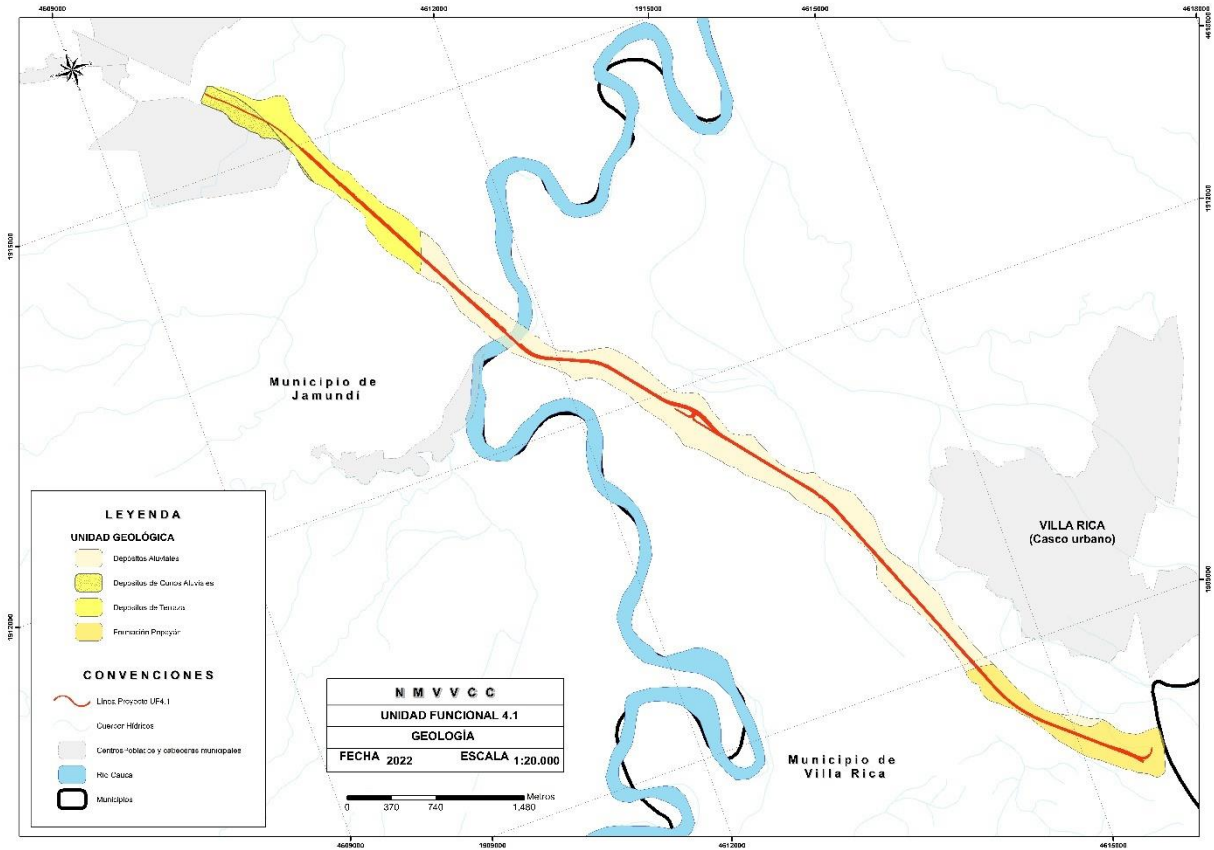 4609000
4612000
1915000
4615000
4618000
1915000
1912000
1912000
1909000
Municipio de
Jamundí
VILLA RICA
(Casco urbano)
Municipio de
Villa Rica
LEYENDA
UNIDAD GEOLÓGICA
Depósitos Aluviales
Depósitos de Conos Aluviales
Depósitos de Terraza
Formación Popayán
CONVENCIONES
Línea Proyecto UF4.1
Cuerpos Hídricos
Centros Poblados y cabeceras municipales
Río Cauca
Municipios
N M V V C C
UNIDAD FUNCIONAL 4.1
GEOLOGÍA
FECHA 2022 ESCALA 1:20.000
0 370 740 1,480 Metros
4609000
1909000
4612000
4615000